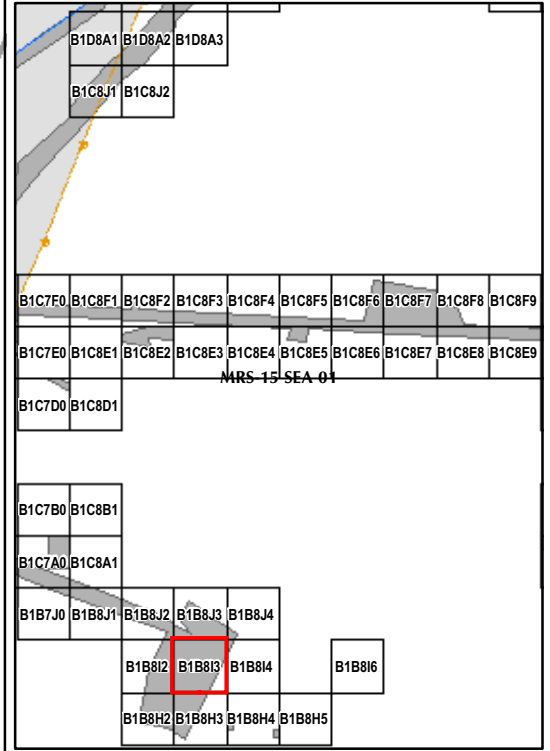 B1D8A1 B1D8A2 B1D8A3
B1C8J1 B1C8J2
B1C7F0 B1C8F1 B1C8F2 B1C8F3 B1C8F4 B1C8F5 B1C8F6 B1C8F7 B1C8F8 B1C8F9
B1C7E0 B1C8E1 B1C8E2 B1C8E3 B1C8E4 B1C8E5 B1C8E6 B1C8E7 B1C8E8 B1C8E9
MRS-15 SEA 01
B1C7D0 B1C8D1
B1C7B0 B1C8B1
B1C7A0 B1C8A1
B1B7J0 B1B8J1 B1B8J2 B1B8J3 B1B8J4
B1B8I2 B1B8I3 B1B8I4 B1B8I6
B1B8H2 B1B8H3 B1B8H4 B1B8H5